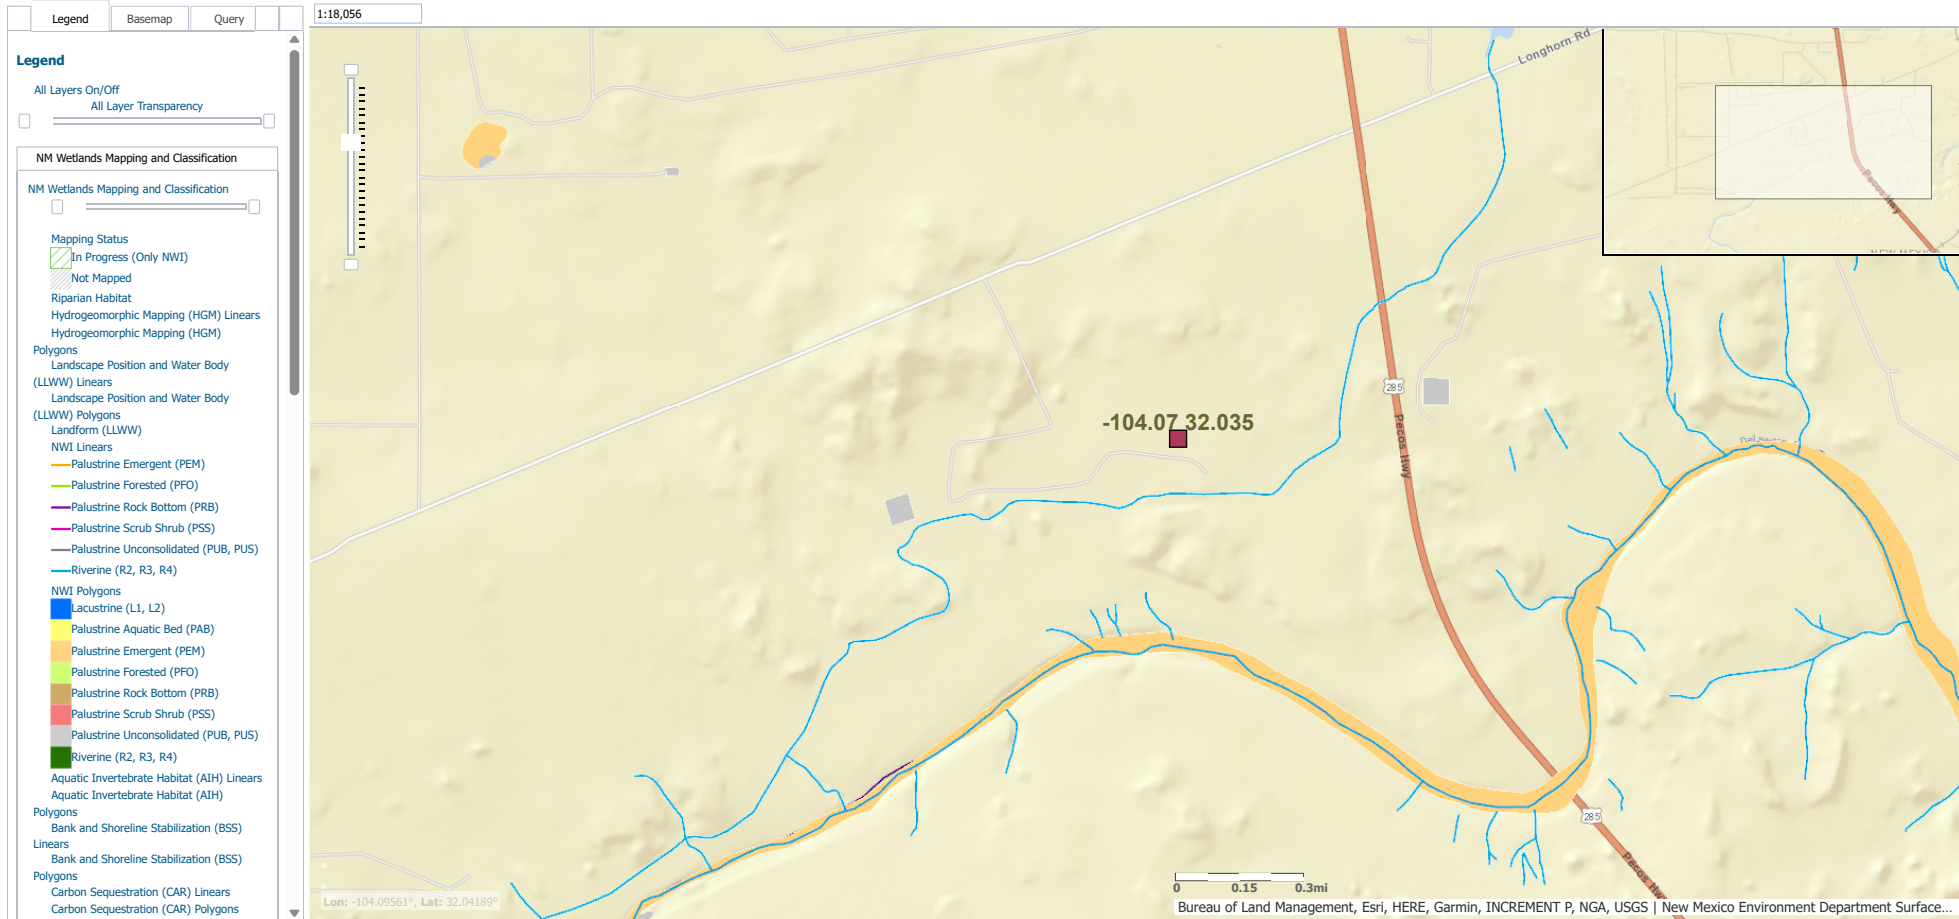 Legend
Basemap
Query
1:18,056
Legend
All Layers On/Off
All Layer Transparency
NM Wetlands Mapping and Classification
NM Wetlands Mapping and Classification
Mapping Status
In Progress (Only NWI)
Not Mapped
Riparian Habitat
Hydrogeomorphic Mapping (HGM) Linears
Hydrogeomorphic Mapping (HGM)
Polygons
Landscape Position and Water Body
(LLWW) Linears
Landscape Position and Water Body
(LLWW) Polygons
Landform (LLWW)
NWI Linears
Palustrine Emergent (PEM)
Palustrine Forested (PFO)
Palustrine Rock Bottom (PRB)
Palustrine Scrub Shrub (PSS)
Palustrine Unconsolidated (PUB, PUS)
Riverine (R2, R3, R4)
NWI Polygons
Lacustrine (L1, L2)
Palustrine Aquatic Bed (PAB)
Palustrine Emergent (PEM)
Palustrine Forested (PFO)
Palustrine Rock Bottom (PRB)
Palustrine Scrub Shrub (PSS)
Palustrine Unconsolidated (PUB, PUS)
Riverine (R2, R3, R4)
Aquatic Invertebrate Habitat (AIH) Linears
Aquatic Invertebrate Habitat (AIH)
Polygons
Bank and Shoreline Stabilization (BSS)
Linears
Bank and Shoreline Stabilization (BSS)
Polygons
Carbon Sequestration (CAR) Linears
Carbon Sequestration (CAR) Polygons
Longhorn Rd
Pecos Hwy
NEW MEXICO
285
Pecos Hwy
-104.07 32.035
285
Pecos Hw
0 0.15 0.3mi
Lon: -104.09561°, Lat: 32.04189°
Bureau of Land Management, Esri, HERE, Garmin, INCREMENT P, NGA, USGS | New Mexico Environment Department Surface...